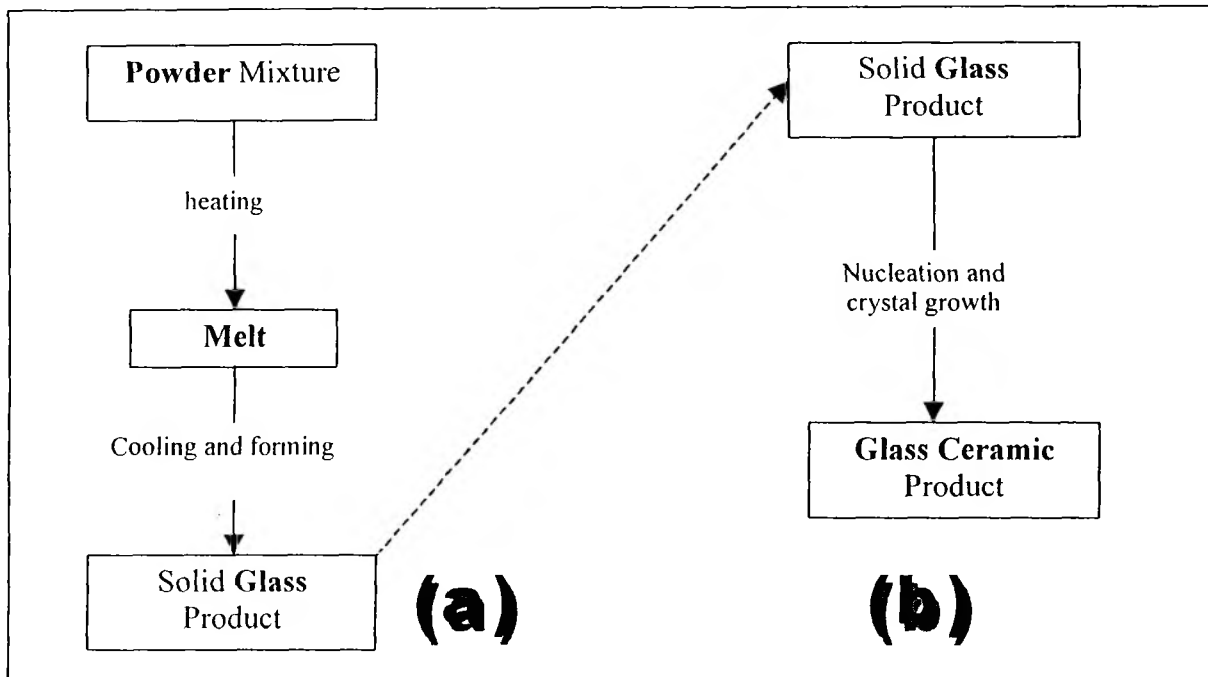 Powder Mixture
heating
Melt
Cooling and forming
Solid Glass
Product
(a)
Solid Glass
Product
Nucleation and
crystal growth
Glass Ceramic
Product
(b)